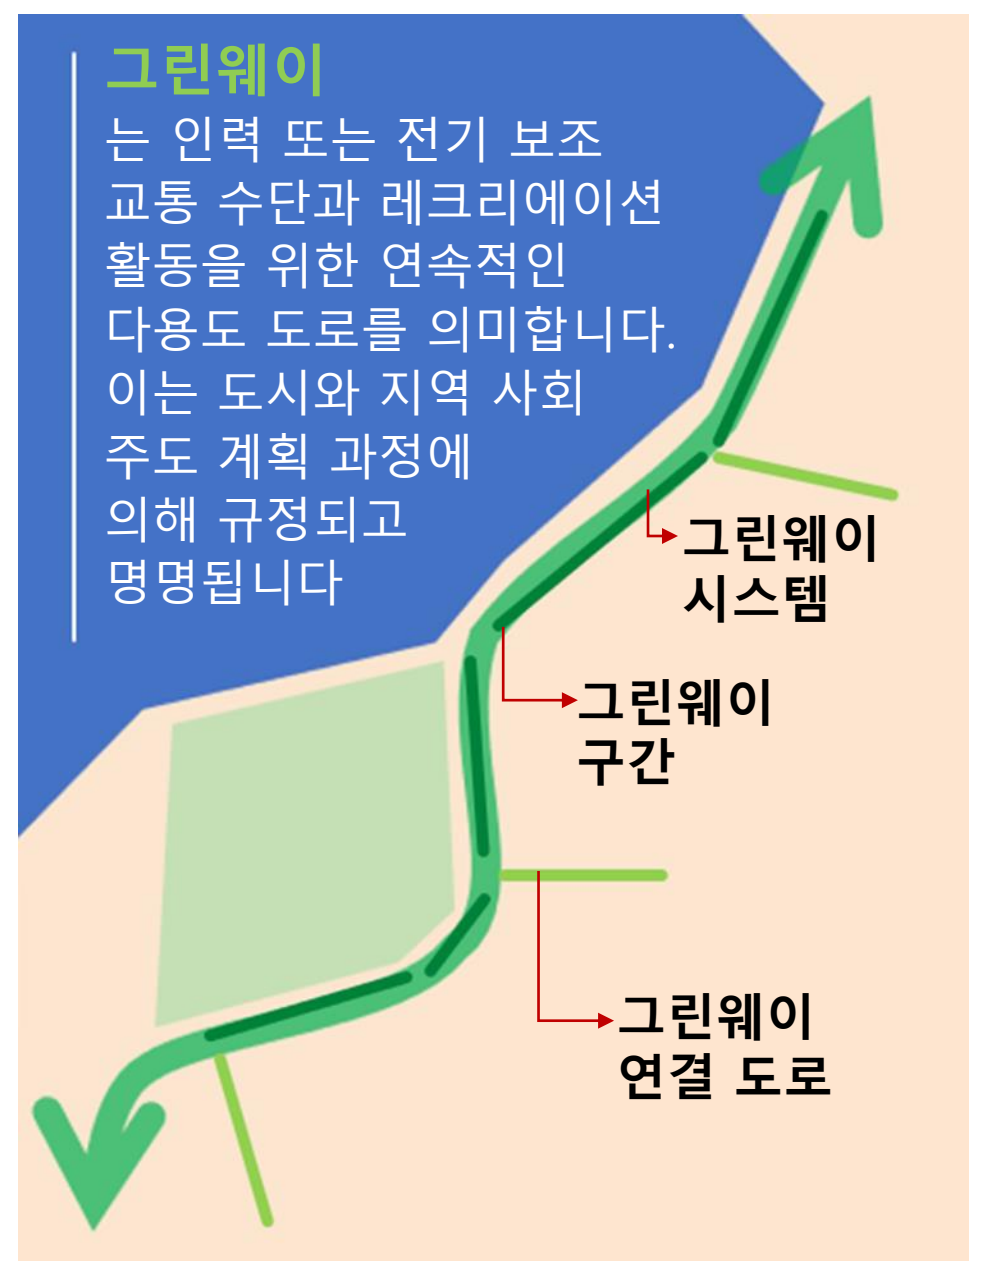 그린웨이
는 인력 또는 전기 보조
교통 수단과 레크리에이션
활동을 위한 연속적인
다용도 도로를 의미합니다.
이는 도시와 지역 사회
주도 계획 과정에
의해 규정되고
명명됩니다
그린웨이
시스템
그린웨이
구간
그린웨이
연결 도로